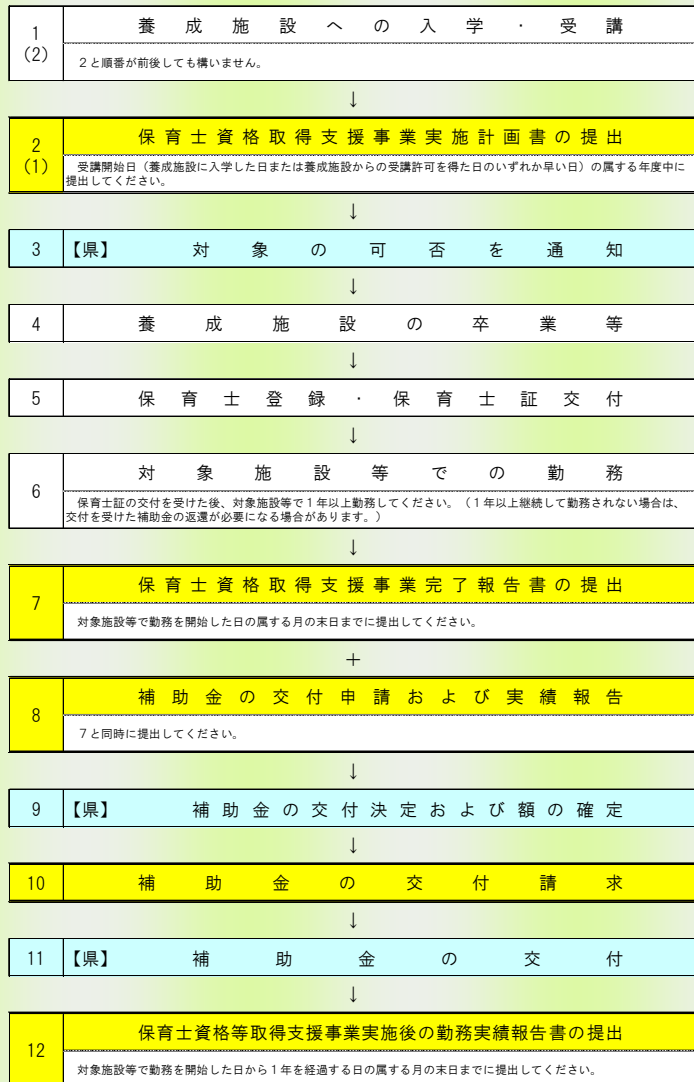 1
(2)
養成施設への入学・受講
2と順番が前後しても構いません。
↓
2
(1)
保育士資格取得支援事業実施計画書の提出
受講開始日（養成施設に入学した日または養成施設からの受講許可を得た日のいずれか早い日）の属する年度中に
提出してください。
↓
3
【県】 対象の可否を通知
↓
4
養成施設の卒業等
↓
5
保育士登録・保育士証交付
↓
6
対象施設等での勤務
保育士証の交付を受けた後、対象施設等で1年以上勤務してください。（1年以上継続して勤務されない場合は、
交付を受けた補助金の返還が必要になる場合があります。）
↓
7
保育士資格取得支援事業完了報告書の提出
対象施設等で勤務を開始した日の属する月の末日までに提出してください。
＋
8
補助金の交付申請および実績報告
7と同時に提出してください。
↓
9
【県】 補助金の交付決定および額の確定
↓
10
補助金の交付請求
↓
11
【県】 補助金の交付
↓
12
保育士資格等取得支援事業実施後の勤務実績報告書の提出
対象施設等で勤務を開始した日から1年を経過する日の属する月の末日までに提出してください。